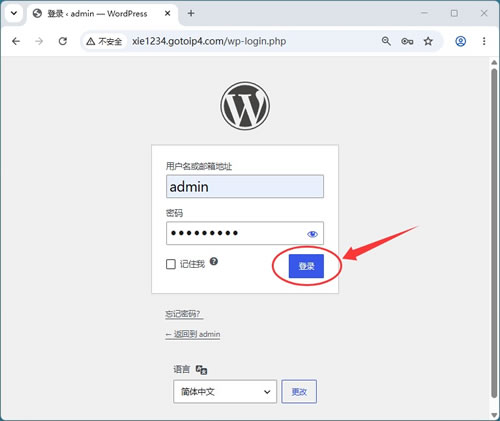 登录 ‹ admin — WordPress
不安全 xie1234.gotoip4.com/wp-login.php
用户名或邮箱地址
admin
密码
•••••••••
记住我
登录
忘记密码？
← 返回到 admin
语言
简体中文
更改